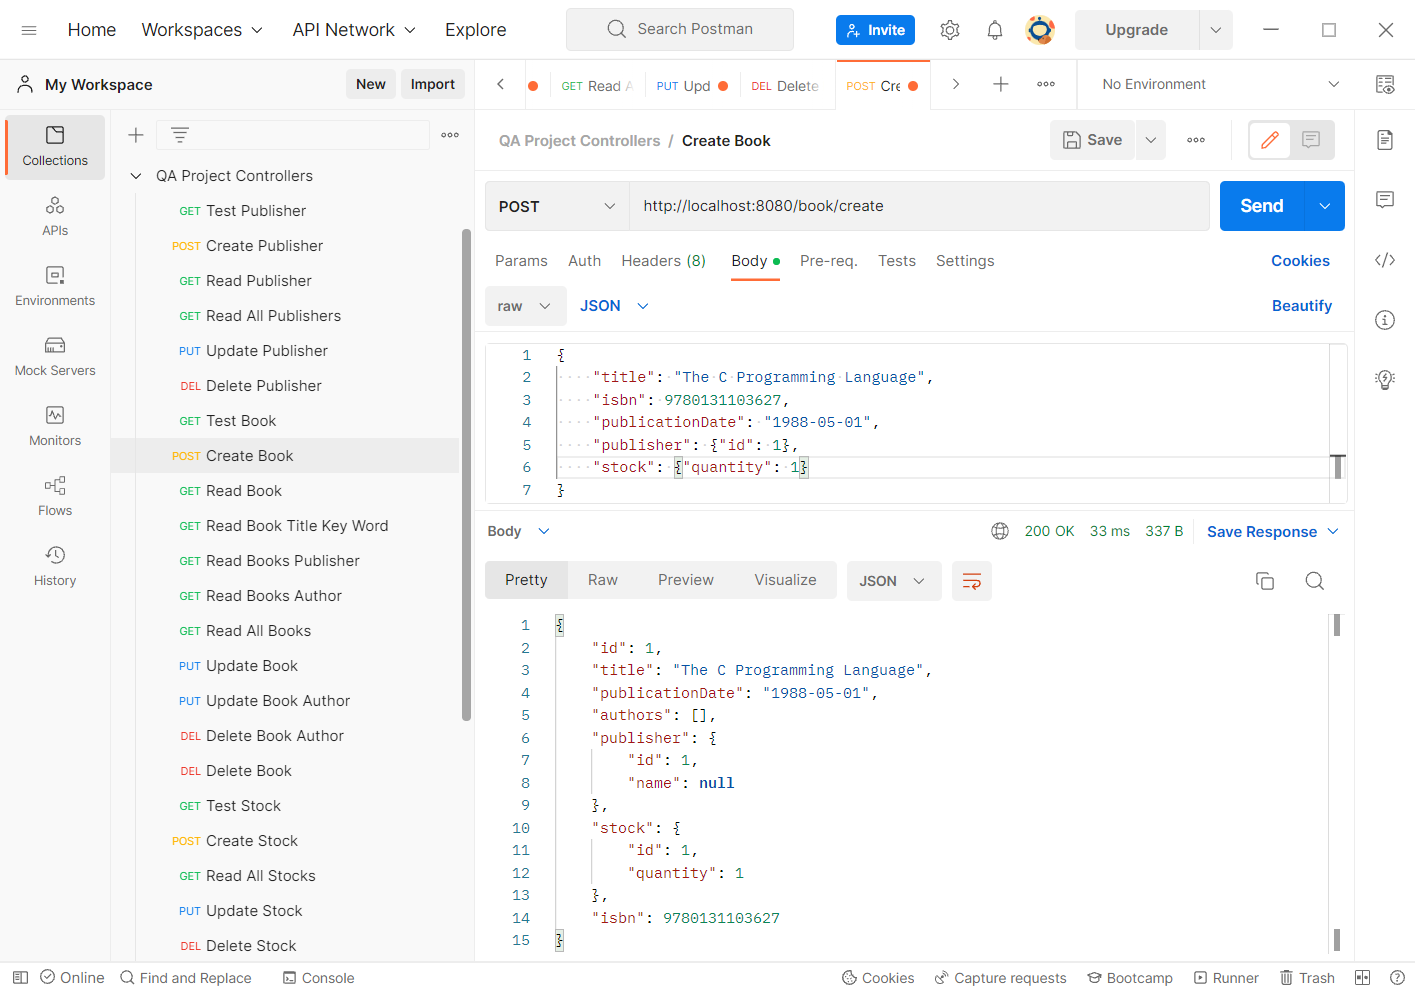 Home Workspaces API Network Explore Search Postman Invite Upgrade
My Workspace New Import
GET Read A PUT Upd DEL Delete POST Cre No Environment
Collections
APIs
Environments
Mock Servers
Monitors
Flows
History
QA Project Controllers
GET Test Publisher
POST Create Publisher
GET Read Publisher
GET Read All Publishers
PUT Update Publisher
DEL Delete Publisher
GET Test Book
POST Create Book
GET Read Book
GET Read Book Title Key Word
GET Read Books Publisher
GET Read Books Author
GET Read All Books
PUT Update Book
PUT Update Book Author
DEL Delete Book Author
DEL Delete Book
GET Test Stock
POST Create Stock
GET Read All Stocks
PUT Update Stock
DEL Delete Stock
QA Project Controllers / Create Book Save
POST http://localhost:8080/book/create Send
Params Auth Headers (8) Body Pre-req. Tests Settings Cookies
raw JSON Beautify
1 {
2 "title": "The C Programming Language",
3 "isbn": 9780131103627,
4 "publicationDate": "1988-05-01",
5 "publisher": {"id": 1},
6 "stock": {"quantity": 1}
7 }
Body 200 OK 33 ms 337 B Save Response
Pretty Raw Preview Visualize JSON
1 {
2 "id": 1,
3 "title": "The C Programming Language",
4 "publicationDate": "1988-05-01",
5 "authors": [],
6 "publisher": {
7 "id": 1,
8 "name": null
9 },
10 "stock": {
11 "id": 1,
12 "quantity": 1
13 },
14 "isbn": 9780131103627
15 }
Online Find and Replace Console Cookies Capture requests Bootcamp Runner Trash